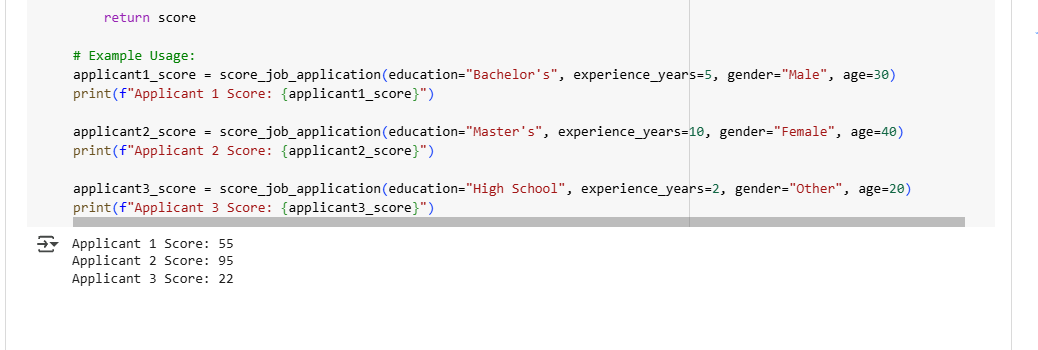 return score
# Example Usage:
applicant1_score = score_job_application(education="Bachelor's", experience_years=5, gender="Male", age=30)
print(f"Applicant 1 Score: {applicant1_score}")
applicant2_score = score_job_application(education="Master's", experience_years=10, gender="Female", age=40)
print(f"Applicant 2 Score: {applicant2_score}")
applicant3_score = score_job_application(education="High School", experience_years=2, gender="Other", age=20)
print(f"Applicant 3 Score: {applicant3_score}")
Applicant 1 Score: 55
Applicant 2 Score: 95
Applicant 3 Score: 22